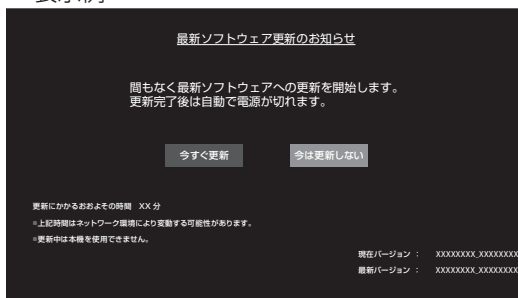 最新ソフトウェア更新のお知らせ
間もなく最新ソフトウェアへの更新を開始します。
更新完了後は自動で電源が切れます。
今すぐ更新 今は更新しない
更新にかかるおおよその時間 XX 分
※上記時間はネットワーク環境により変動する可能性があります。
※更新中は本機を使用できません。
現在バージョン : XXXXXXXX_XXXXXXXX
最新バージョン : XXXXXXXX_XXXXXXXX